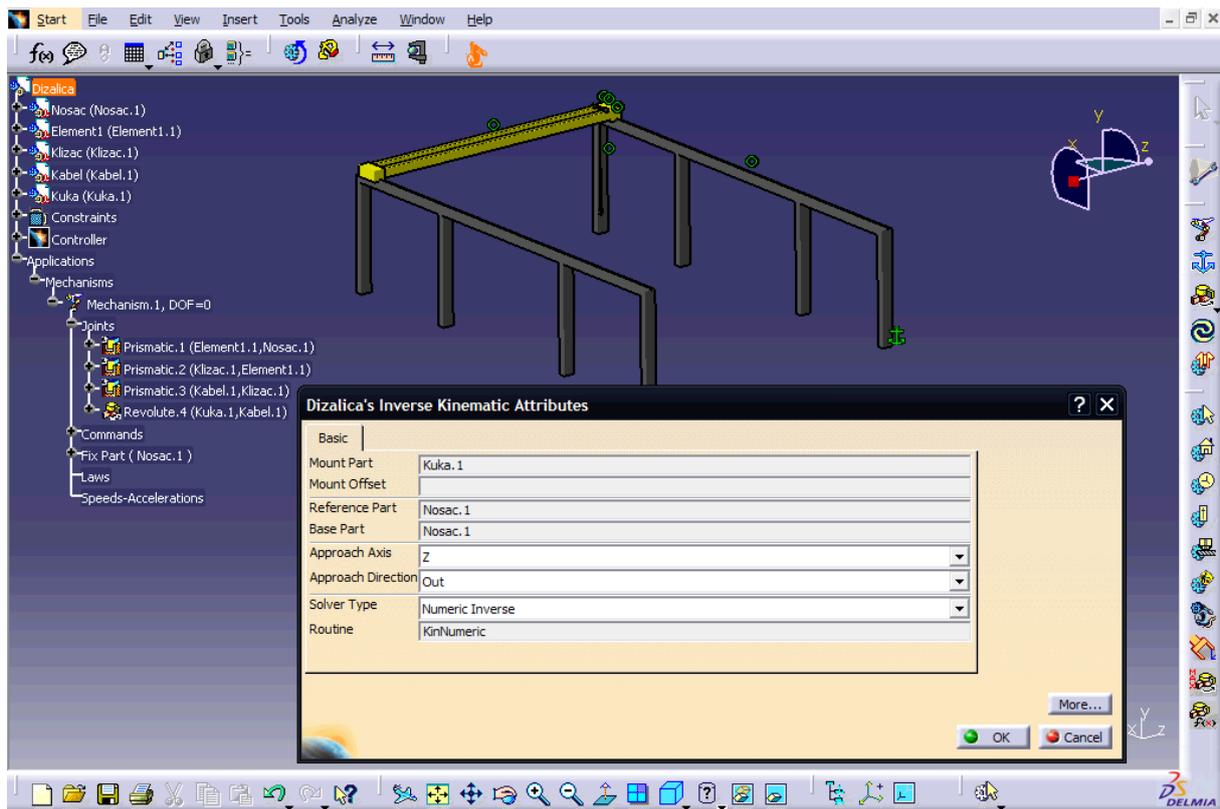 Start File Edit View Insert Tools Analyze Window Help
f(x)
Dizalica
Nosac (Nosac.1)
Element1 (Element1.1)
Klizac (Klizac.1)
Kabel (Kabel.1)
Kuka (Kuka.1)
Constraints
Controller
Applications
Mechanisms
Mechanism.1, DOF=0
Joints
Prismatic.1 (Element1.1,Nosac.1)
Prismatic.2 (Klizac.1,Element1.1)
Prismatic.3 (Kabel.1,Klizac.1)
Revolute.4 (Kuka.1,Kabel.1)
Commands
Fix Part ( Nosac.1 )
Laws
Speeds-Accelerations
y
x
z
Dizalica's Inverse Kinematic Attributes
Basic
Mount Part Kuka.1
Mount Offset
Reference Part Nosac.1
Base Part Nosac.1
Approach Axis Z
Approach Direction Out
Solver Type Numeric Inverse
Routine KinNumeric
More...
OK Cancel
y
x z
DELMIA